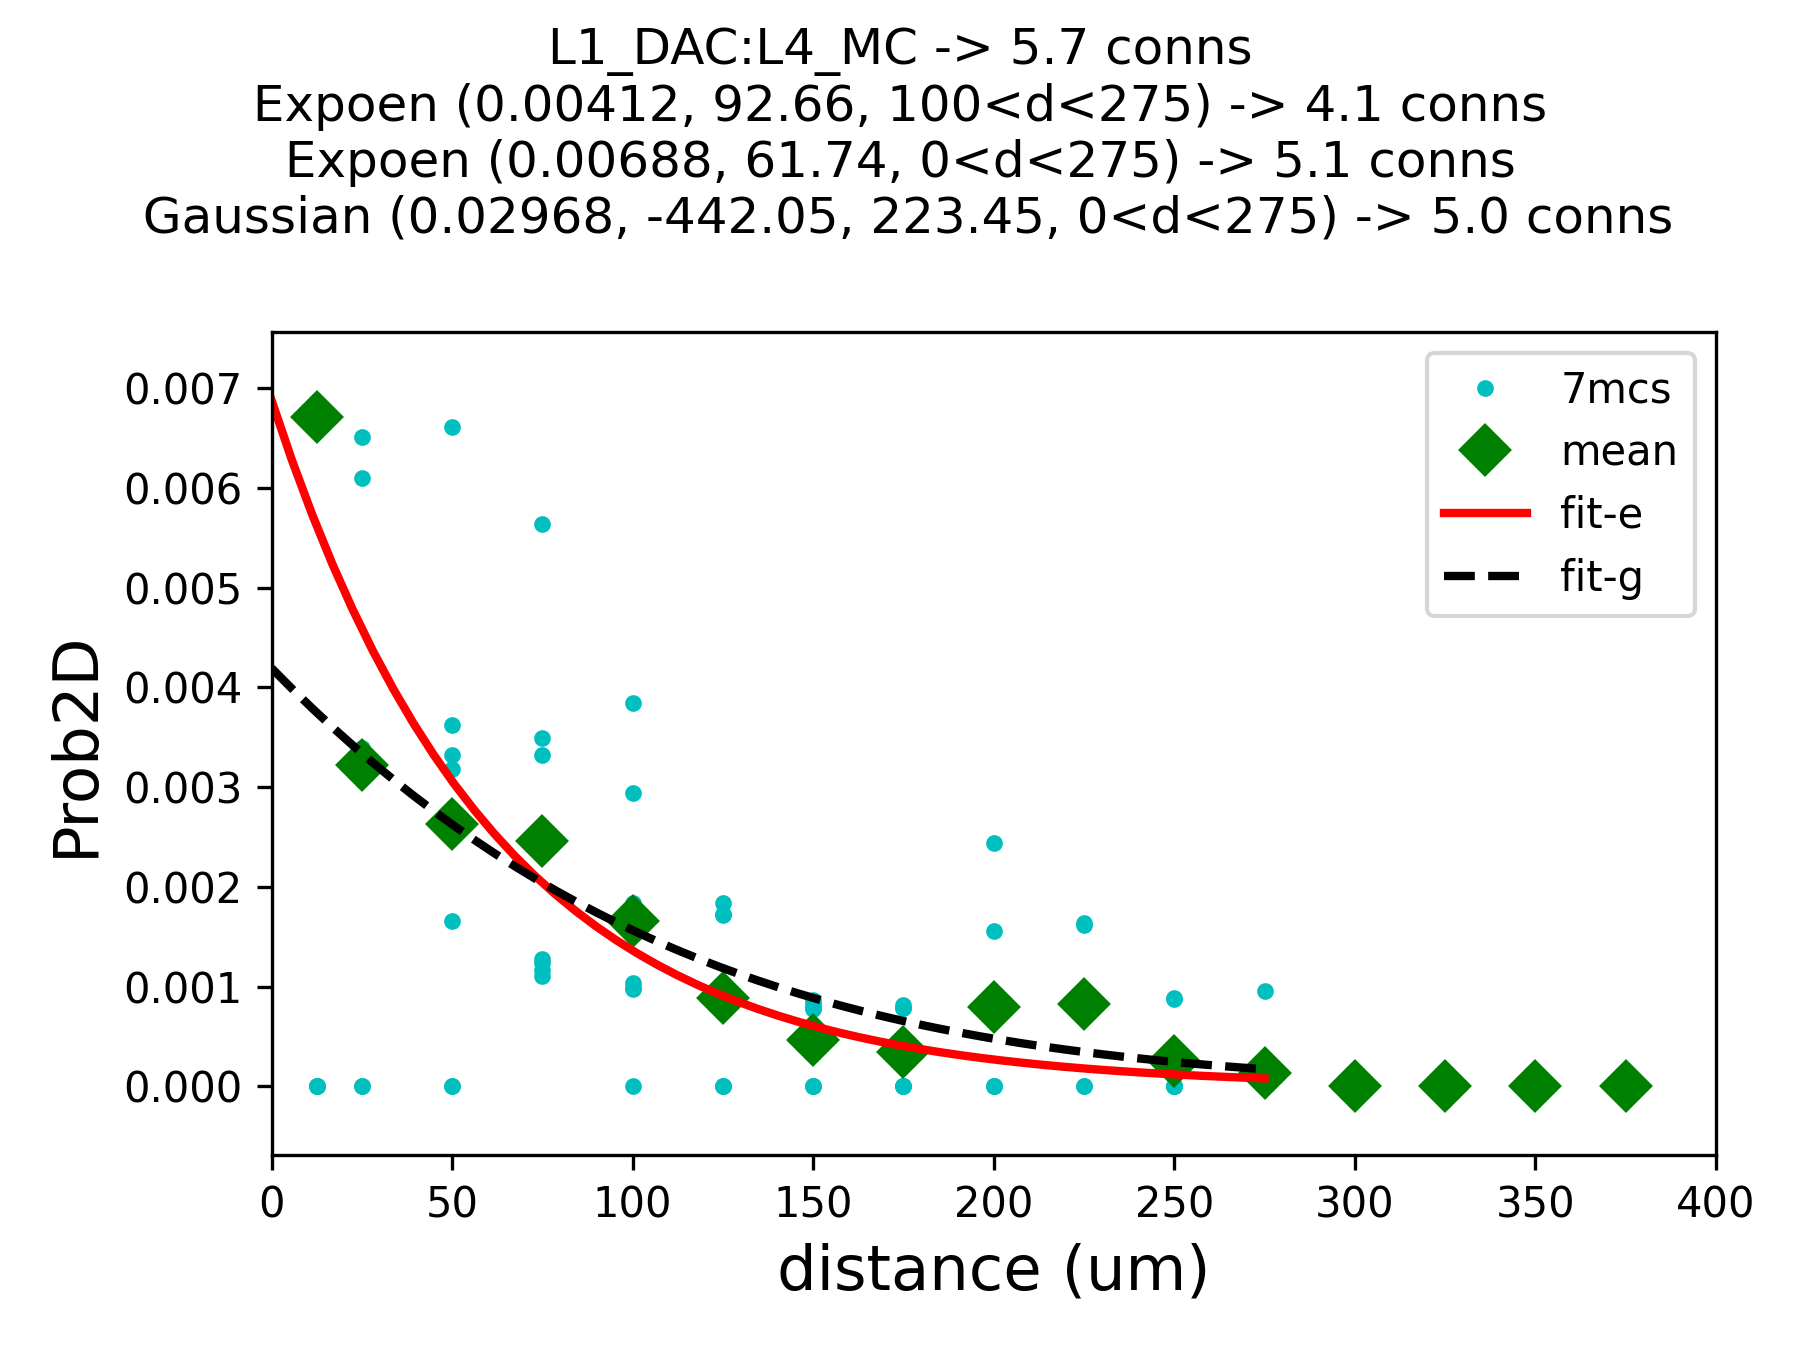 L1_DAC:L4_MC -> 5.7 conns
Expoen (0.00412, 92.66, 100<d<275) -> 4.1 conns
Expoen (0.00688, 61.74, 0<d<275) -> 5.1 conns
Gaussian (0.02968, -442.05, 223.45, 0<d<275) -> 5.0 conns
7mcs
mean
fit-e
fit-g
Prob2D
0.007
0.006
0.005
0.004
0.003
0.002
0.001
0.000
0 50 100 150 200 250 300 350 400
distance (um)